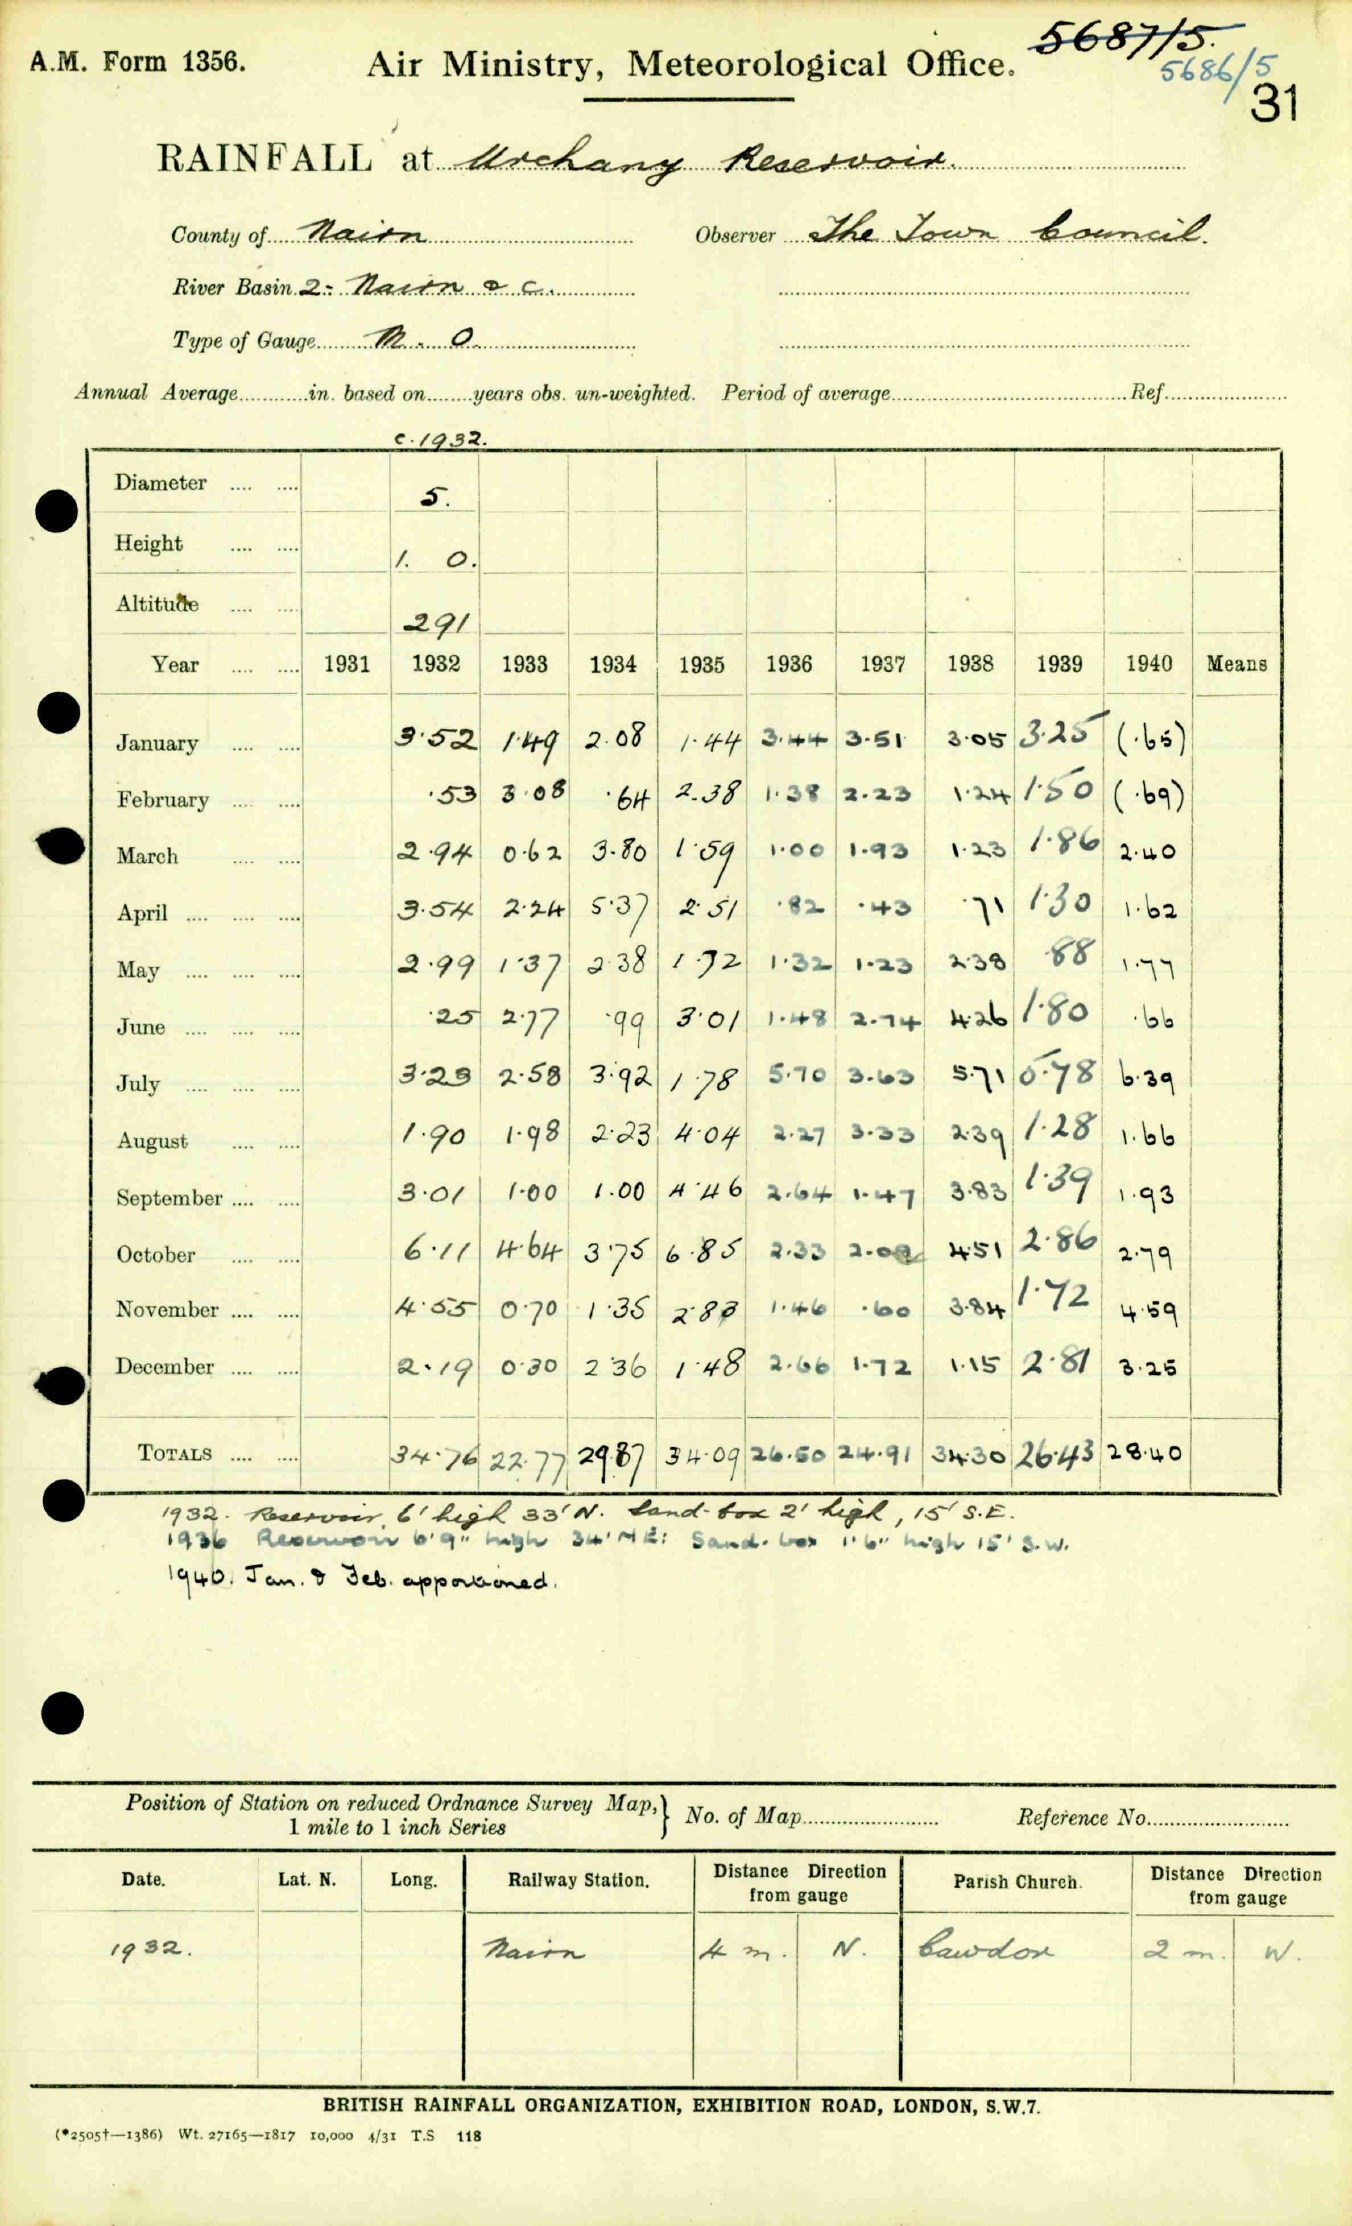 5687/5.
A.M. Form 1356. Air Ministry, Meteorological Office. 5686/5
31
RAINFALL at Urchany Reservoir.
County of Nairn Observer The Town Council.
River Basin 2:- Nairn & c.
Type of Gauge M. O.
Annual Average in. based on years obs. un-weighted. Period of average Ref.
c.1932.
Diameter 5.
Height 1. 0.
Altitude 291
Year 1931 1932 1933 1934 1935 1936 1937 1938 1939 1940 Means
January 3·52 1·49 2·08 1·44 3·44 3·51 3·05 3·25 (·65)
February ·53 3·08 ·64 2·38 1·38 2·23 1·24 1·50 (·69)
March 2·94 0·62 3·80 1·59 1·00 1·93 1·23 1·86 2·40
April 3·54 2·24 5·37 2·51 ·82 ·43 ·71 1·30 1·62
May 2·99 1·37 2·38 1·72 1·32 1·23 2·38 ·88 1·77
June ·25 2·77 ·99 3·01 1·48 2·74 4·26 1·80 ·66
July 3·23 2·58 3·92 1·78 5·70 3·63 5·71 5·78 6·39
August 1·90 1·98 2·23 4·04 2·27 3·33 2·39 1·28 1·66
September 3·01 1·00 1·00 4·46 2·64 1·47 3·83 1·39 1·93
October 6·11 4·64 3·75 6·85 2·33 2·09 4·51 2·86 2·79
November 4·55 0·70 1·35 2·83 1·46 ·60 3·84 1·72 4·59
December 2·19 0·30 2·36 1·48 2·66 1·72 1·15 2·81 3·25
TOTALS 34·76 22·77 29·87 34·09 26·50 24·91 34·30 26·43 28·40
1932. Reservoir 6' high 33' N. Sand-box 2' high, 15' S.E.
1936 Reservoir 6'9" high 34' NE: Sand-box 1'6" high 15' S.W.
1940. Jan. & Feb. apportioned.
Position of Station on reduced Ordnance Survey Map,} No. of Map Reference No.
1 mile to 1 inch Series
Date. Lat. N. Long. Railway Station. Distance Direction from gauge Parish Church. Distance Direction from gauge
1932. Nairn 4 m. N. Cawdor 2 m. W.
BRITISH RAINFALL ORGANIZATION, EXHIBITION ROAD, LONDON, S.W.7.
(*2505†—1386) Wt. 27165—1817 10,000 4/31 T.S 118